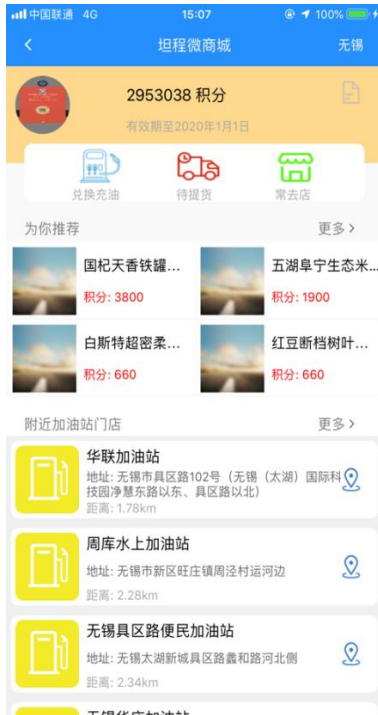 中国联通 4G 15:07 100%
坦程微商城 无锡
2953038 积分
有效期至2020年1月1日
兑换充油 待提货 常去店
为你推荐 更多
国杞天香铁罐... 五湖阜宁生态米...
积分: 3800 积分: 1900
白斯特超密柔... 红豆断档树叶...
积分: 660 积分: 660
附近加油站门店 更多
华联加油站
地址: 无锡市具区路102号（无锡（太湖）国际科
技园净慧东路以东、具区路以北）
距离: 1.78km
周库水上加油站
地址: 无锡市新区旺庄镇周泾村运河边
距离: 2.28km
无锡具区路便民加油站
地址: 无锡太湖新城具区路蠡和路河北侧
距离: 2.34km